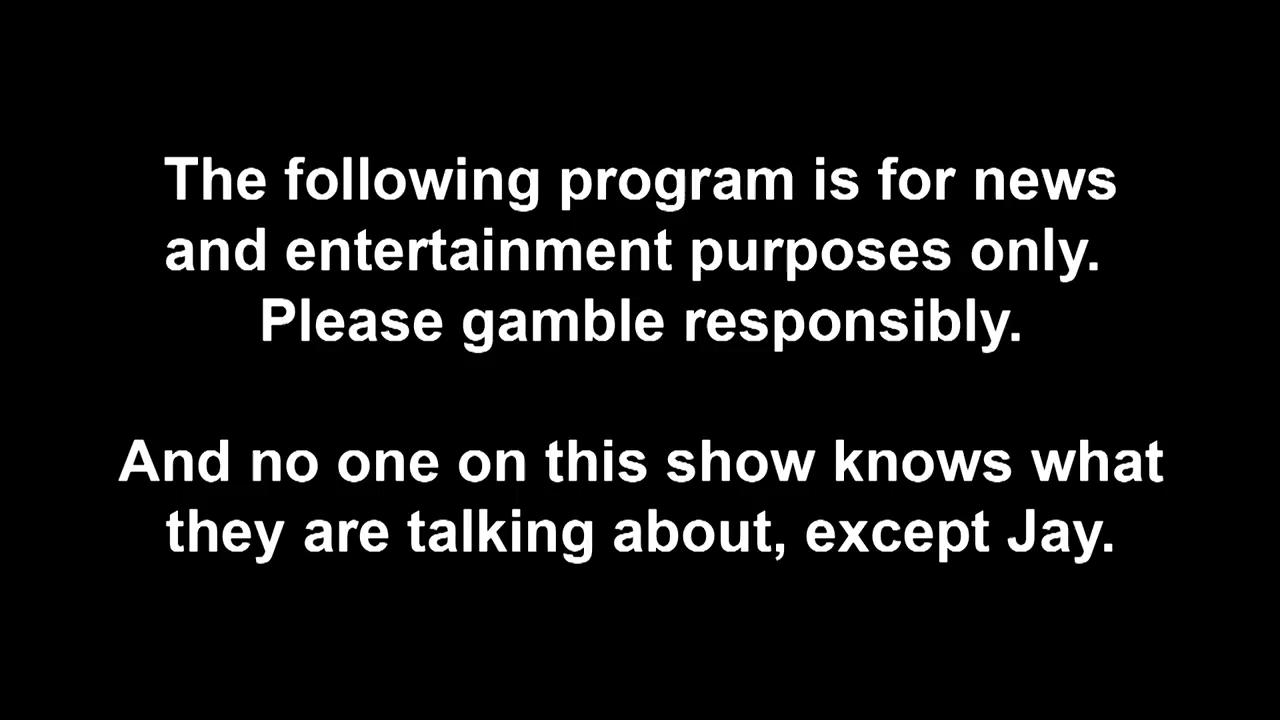 The following program is for news
and entertainment purposes only.
Please gamble responsibly.
And no one on this show knows what
they are talking about, except Jay.